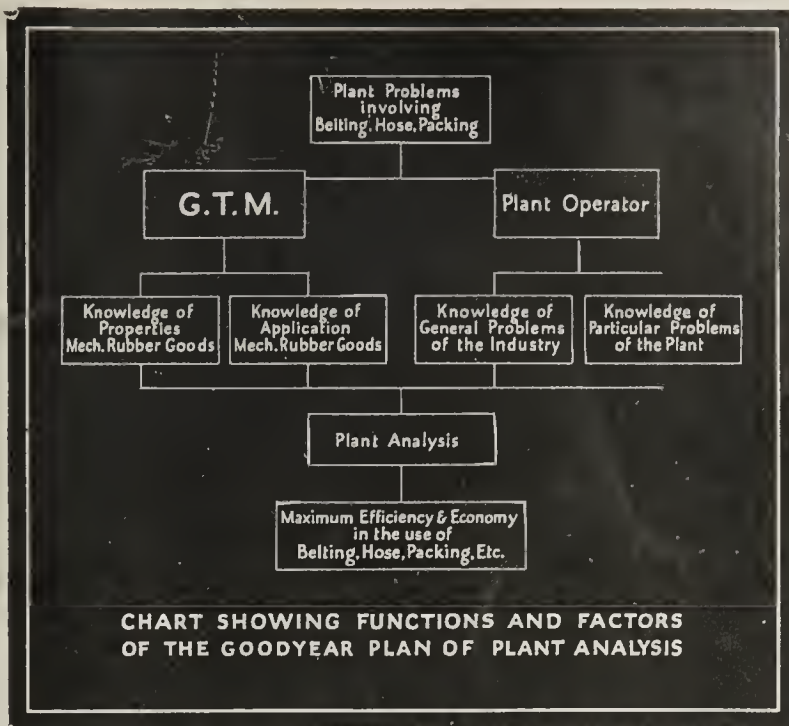 Plant Problems
involving
Belting, Hose, Packing
G.T.M.
Plant Operator
Knowledge of
Properties
Mech. Rubber Goods
Knowledge of
Application
Mech. Rubber Goods
Knowledge of
General Problems
of the Industry
Knowledge of
Particular Problems
of the Plant
Plant Analysis
Maximum Efficiency & Economy
in the use of
Belting, Hose, Packing, Etc.
CHART SHOWING FUNCTIONS AND FACTORS
OF THE GOODYEAR PLAN OF PLANT ANALYSIS